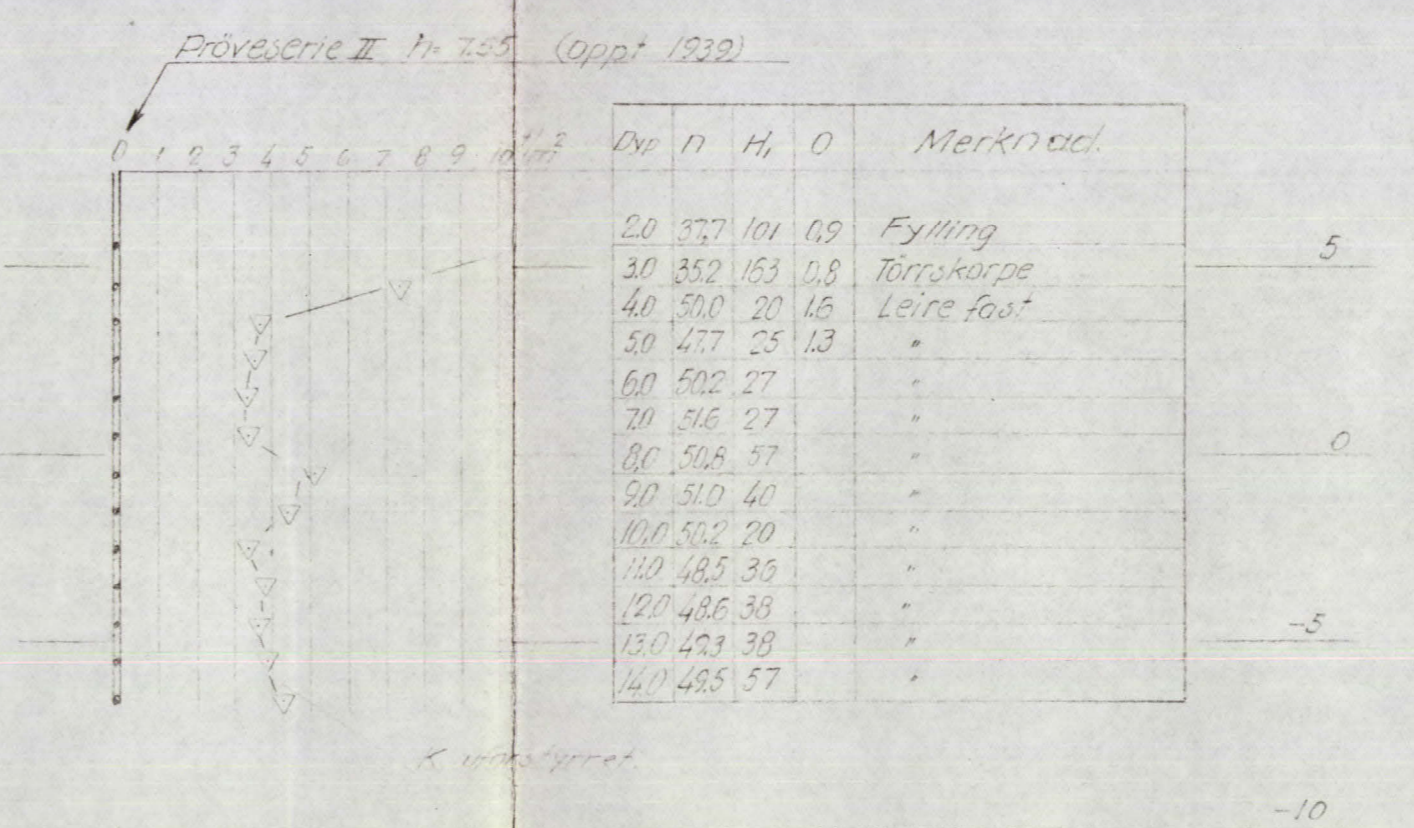 Pröveserie II h= 7.55 (oppt 1939)
0 1 2 3 4 5 6 7 8 9 10 t/m²
Dyp n H₁ O Merknad.
2.0 37,7 101 0,9 Fylling
3.0 35.2 163 0,8 Törrskorpe
4.0 50.0 20 1.6 Leire fast
5.0 47.7 25 1.3 "
6.0 50.2 27 "
7.0 51.6 27 "
8.0 50.8 57 "
9.0 51.0 40 "
10.0 50.2 20 "
11.0 48.5 36 "
12.0 48.6 38 "
13.0 49.3 38 "
14.0 49.5 57 "
5
0
-5
-10
K uforstyrret.